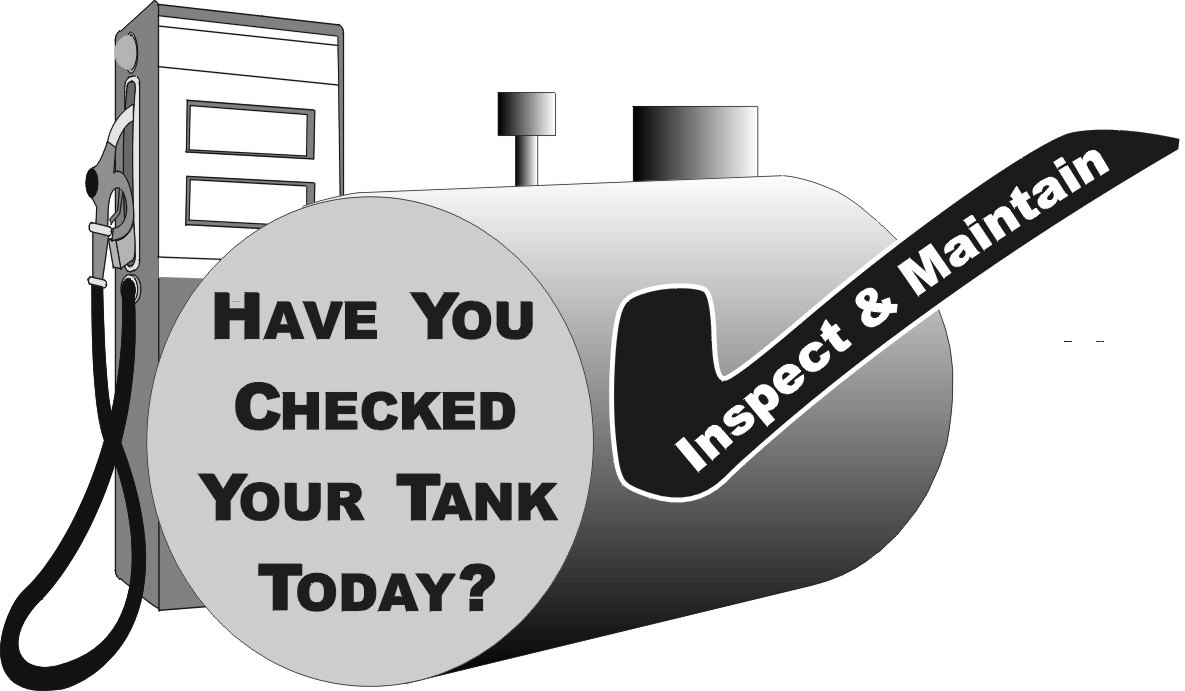 HAVE YOU
CHECKED
YOUR TANK
TODAY?
Inspect & Maintain